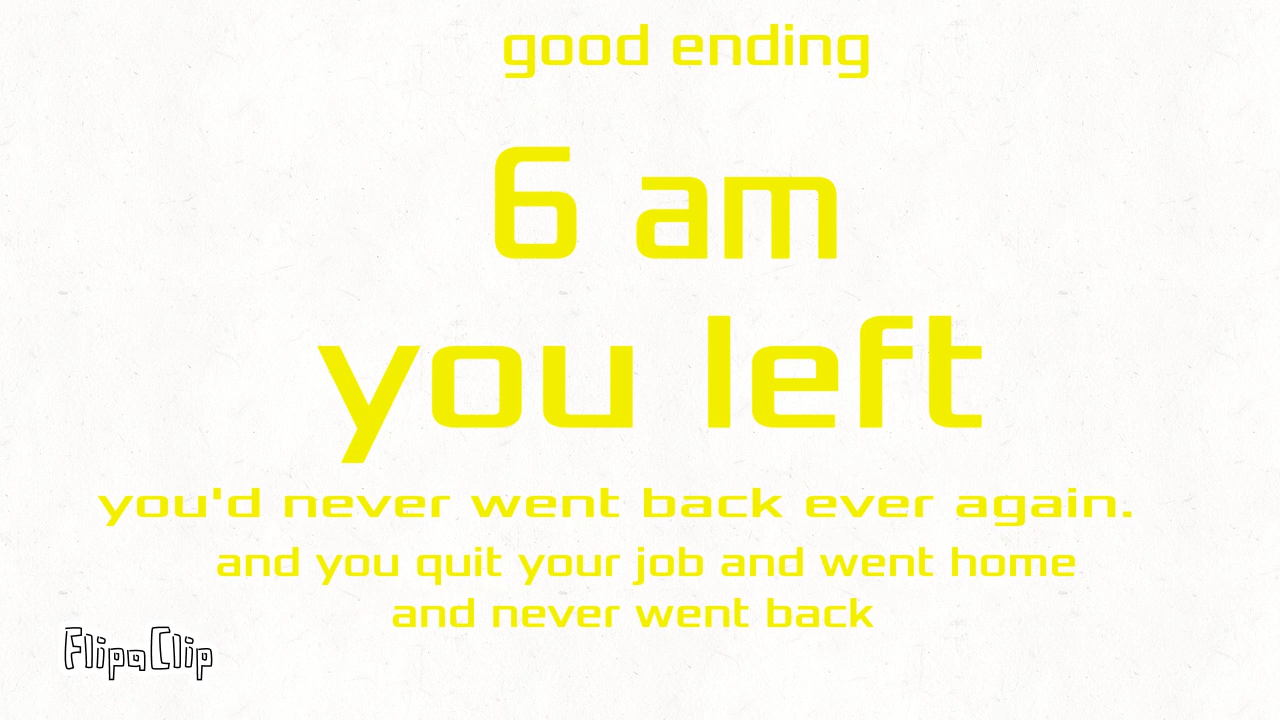 good ending
6 am
you left
you'd never went back ever again.
and you quit your job and went home
and never went back
FlipaClip